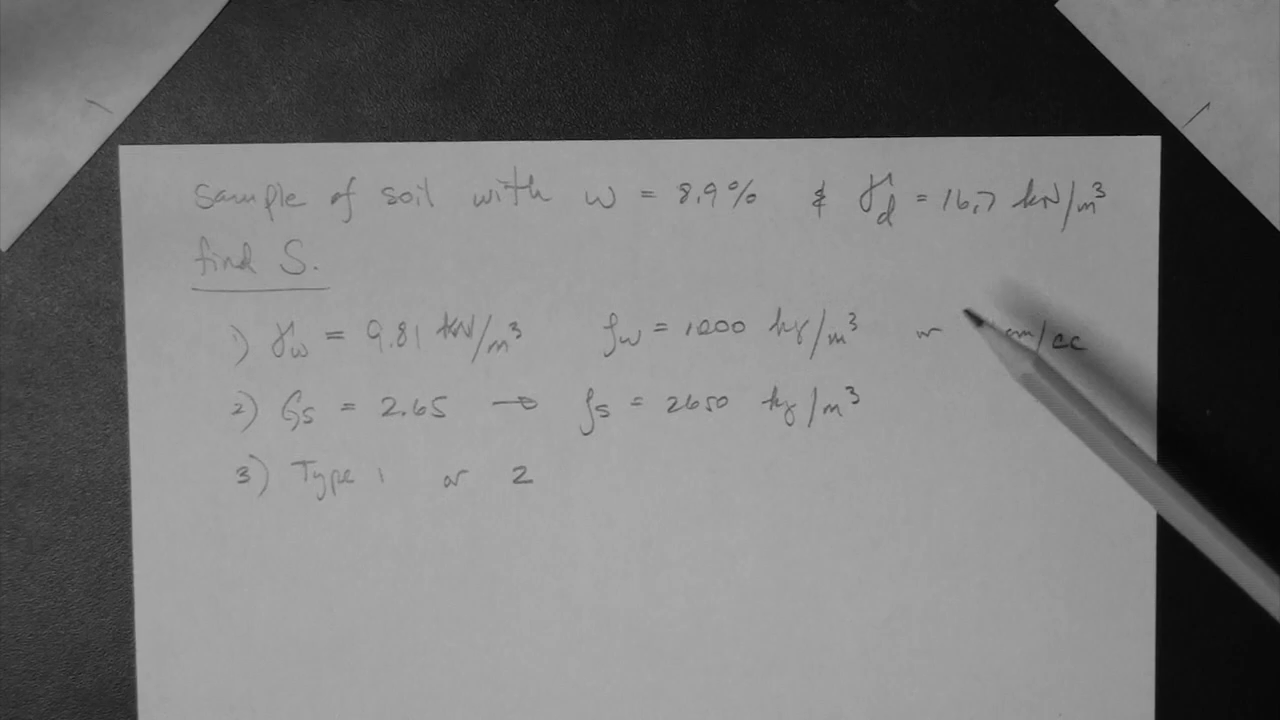 Sample of soil with w = 8.9% & γd = 16.7 kN/m³
find S.
1) γw = 9.81 kN/m³ ρw = 1000 kg/m³ or /cc
2) Gs = 2.65 → ρs = 2650 kg/m³
3) Type 1 or 2